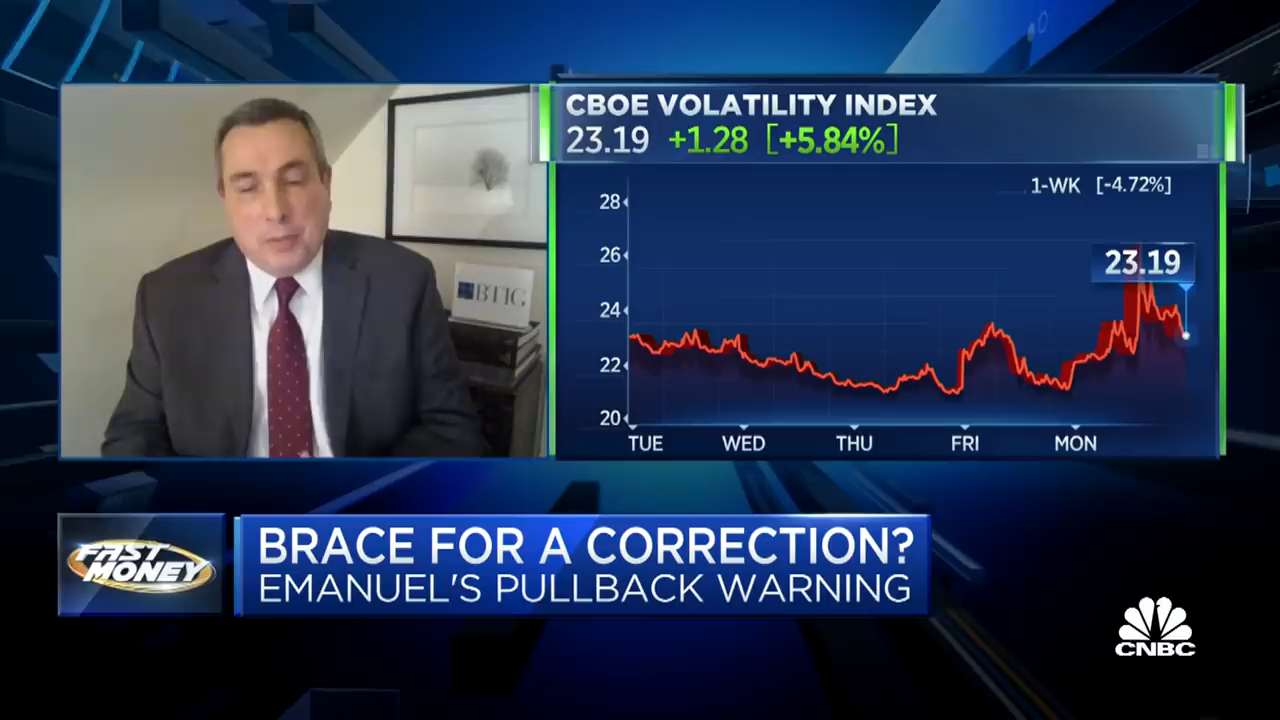 CBOE VOLATILITY INDEX
23.19 +1.28 [+5.84%]
1-WK [-4.72%]
28
26
24
22
20
23.19
TUE WED THU FRI MON
BTIG
FAST MONEY
BRACE FOR A CORRECTION?
EMANUEL'S PULLBACK WARNING
CNBC